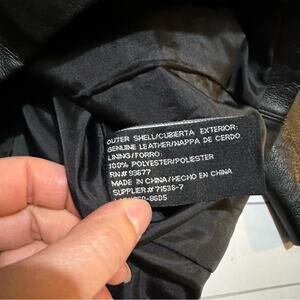 OUTER SHELL/CUBIERTA EXTERIOR:
GENUINE LEATHER/NAPPA DE CERDO
LINING/FORRO:
100% POLYESTER/POLIESTER
RN# 93677
MADE IN CHINA/HECHO EN CHINA
SUPPLIER# 71538-7